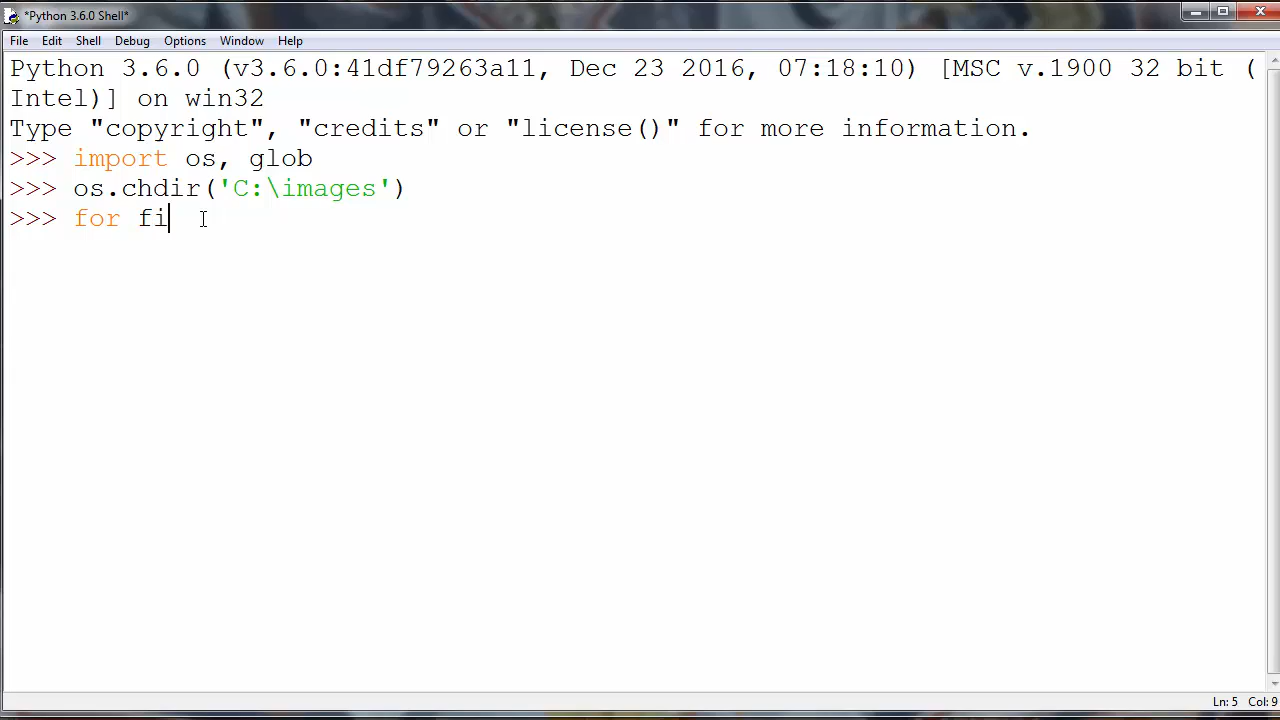 *Python 3.6.0 Shell*
File Edit Shell Debug Options Window Help
Python 3.6.0 (v3.6.0:41df79263a11, Dec 23 2016, 07:18:10) [MSC v.1900 32 bit (
Intel)] on win32
Type "copyright", "credits" or "license()" for more information.
>>> import os, glob
>>> os.chdir('C:\images')
>>> for fi
Ln: 5 Col: 9